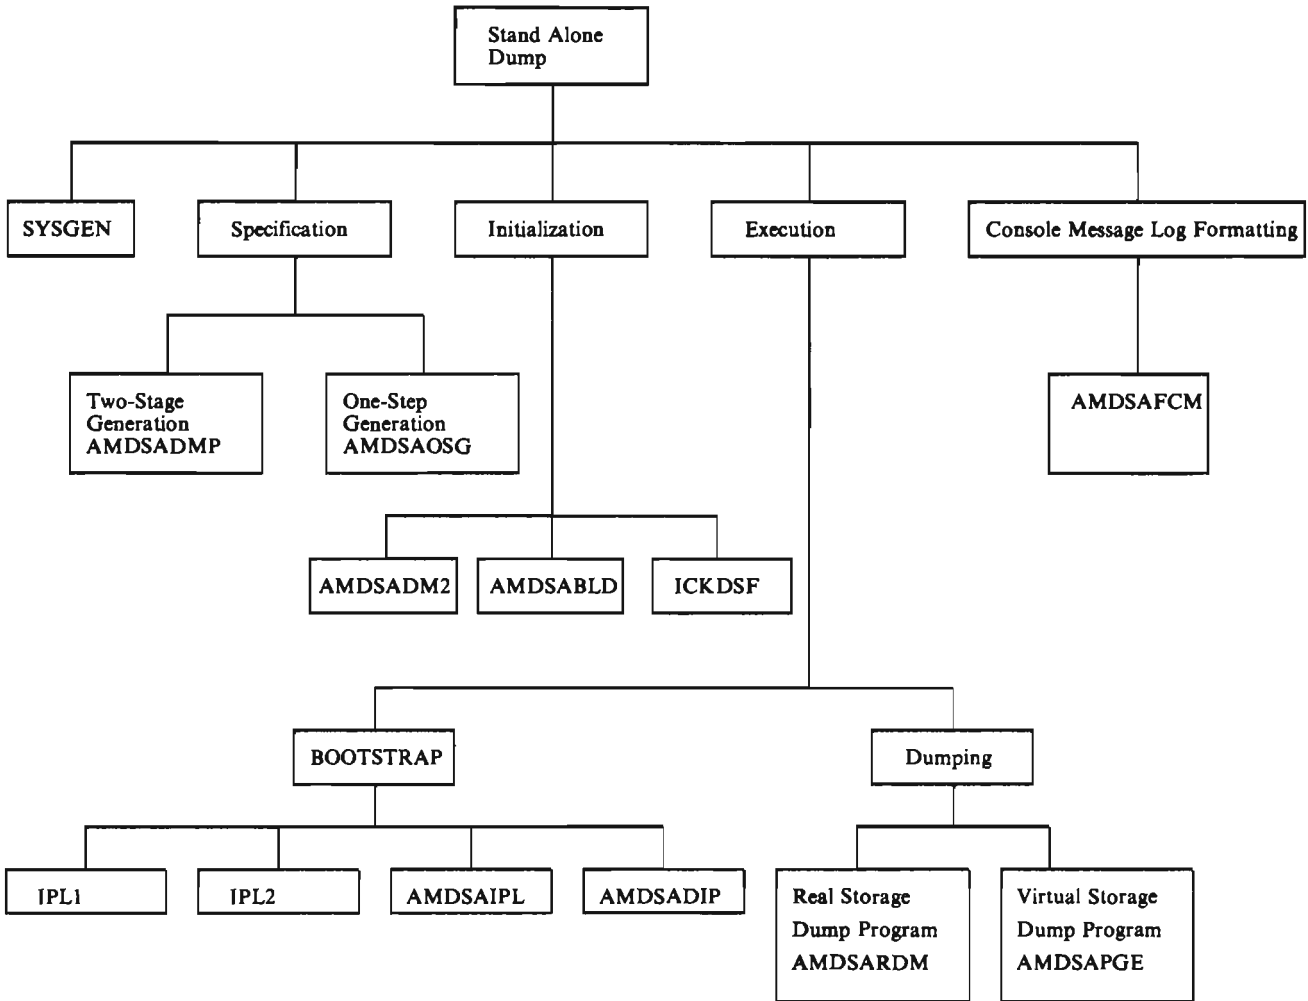 Stand Alone
Dump
SYSGEN
Specification
Initialization
Execution
Console Message Log Formatting
Two-Stage
Generation
AMDSADMP
One-Step
Generation
AMDSAOSG
AMDSAFCM
AMDSADM2
AMDSABLD
ICKDSF
BOOTSTRAP
Dumping
IPL1
IPL2
AMDSAIPL
AMDSADIP
Real Storage
Dump Program
AMDSARDM
Virtual Storage
Dump Program
AMDSAPGE